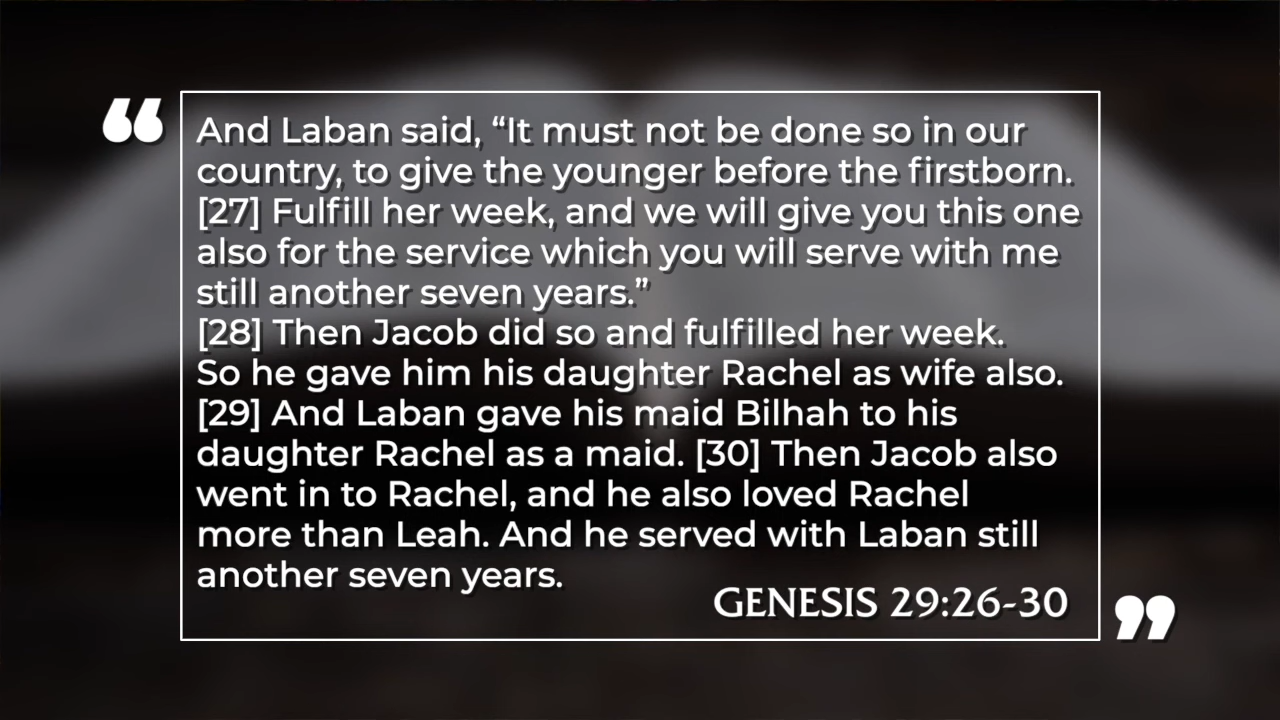 And Laban said, “It must not be done so in our
country, to give the younger before the firstborn.
[27] Fulfill her week, and we will give you this one
also for the service which you will serve with me
still another seven years.”
[28] Then Jacob did so and fulfilled her week.
So he gave him his daughter Rachel as wife also.
[29] And Laban gave his maid Bilhah to his
daughter Rachel as a maid. [30] Then Jacob also
went in to Rachel, and he also loved Rachel
more than Leah. And he served with Laban still
another seven years.
GENESIS 29:26-30